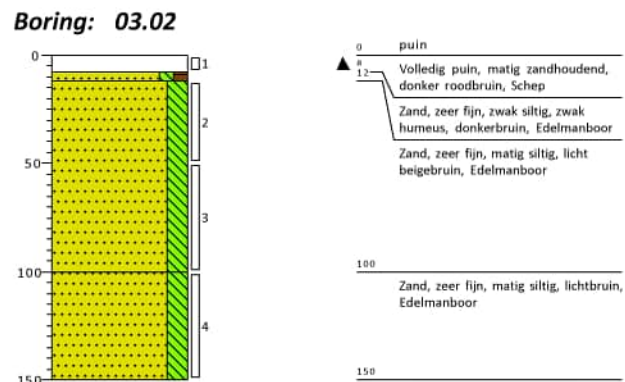 Boring: 03.02
0
50
100
150
1
2
3
4
0
puin
8
Volledig puin, matig zandhoudend,
donker roodbruin, Schep
12
Zand, zeer fijn, zwak siltig, zwak
humeus, donkerbruin, Edelmanboor
Zand, zeer fijn, matig siltig, licht
beigebruin, Edelmanboor
100
Zand, zeer fijn, matig siltig, lichtbruin,
Edelmanboor
150